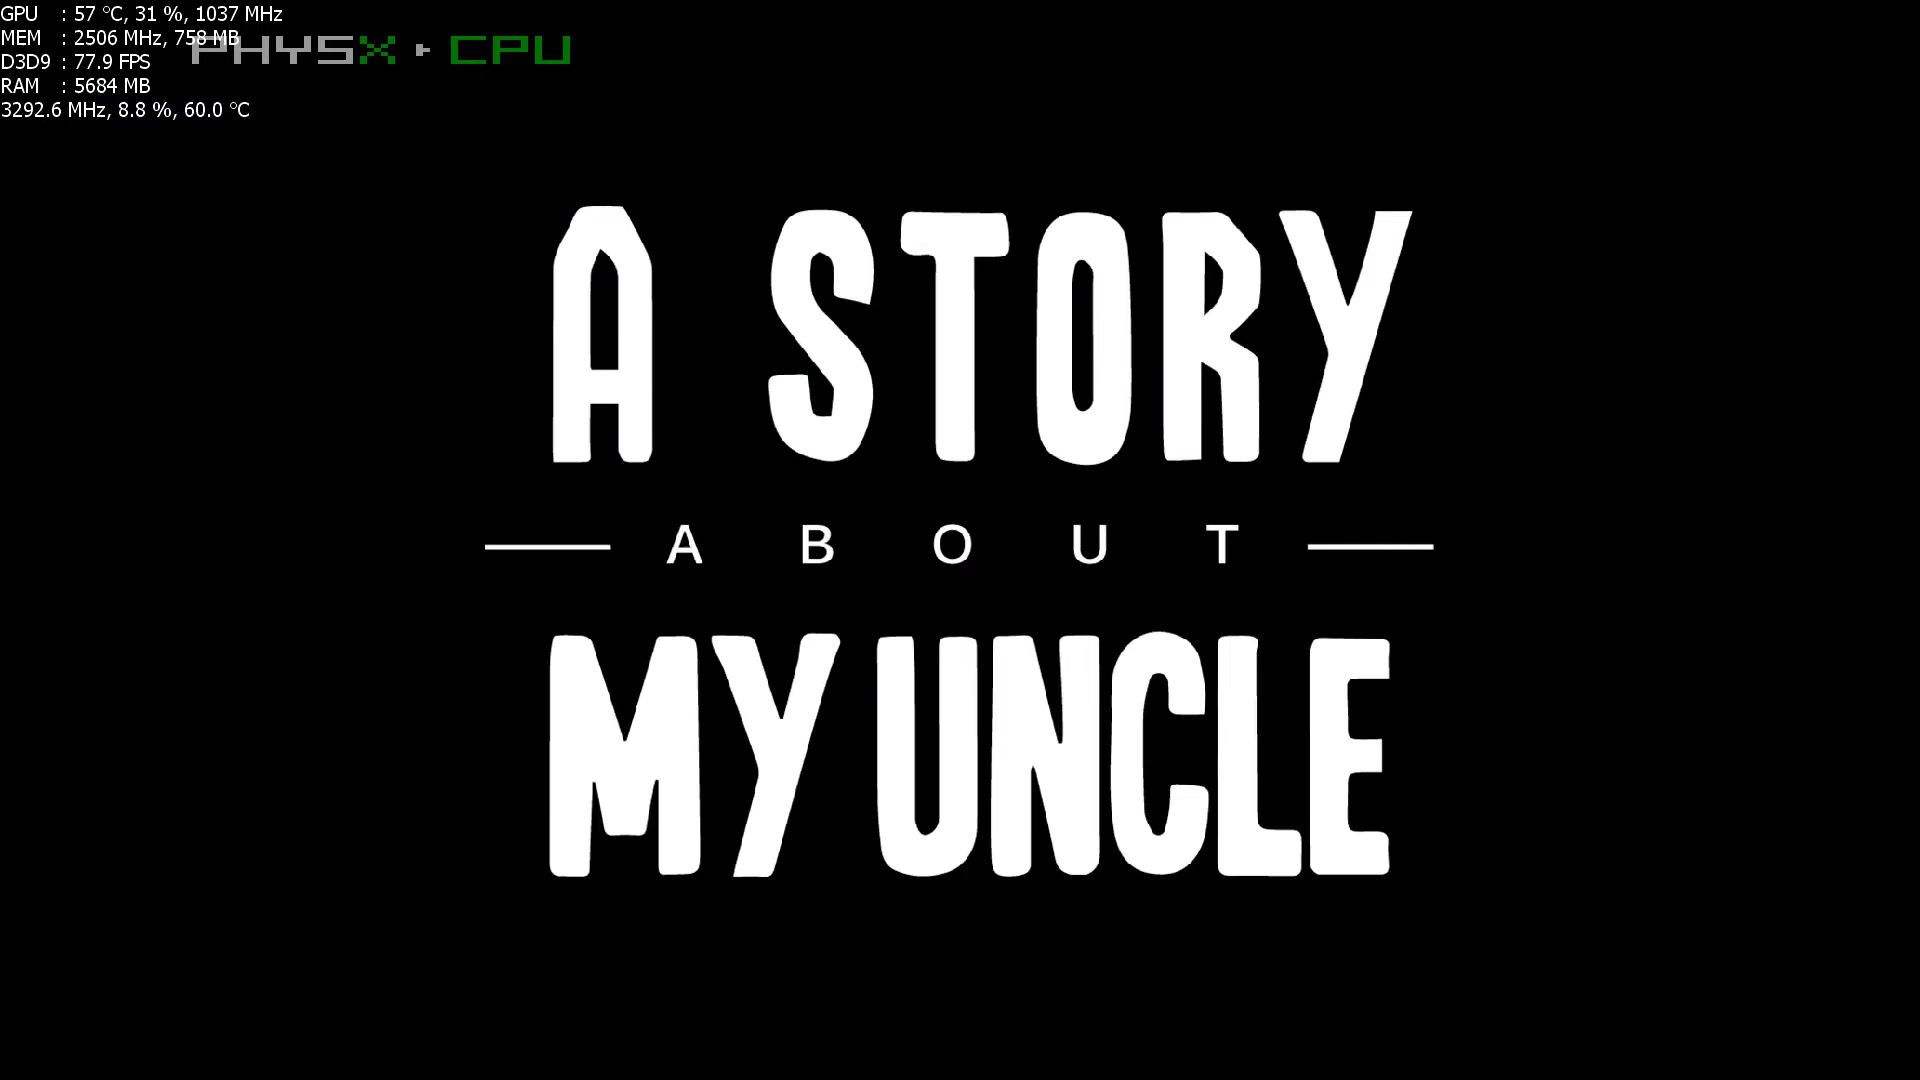 GPU : 57 °C, 31 %, 1037 MHz
MEM : 2506 MHz, 758 MB
PHYSX ▸ CPU
D3D9 : 77.9 FPS
RAM : 5684 MB
3292.6 MHz, 8.8 %, 60.0 °C
A STORY
ABOUT
MY UNCLE